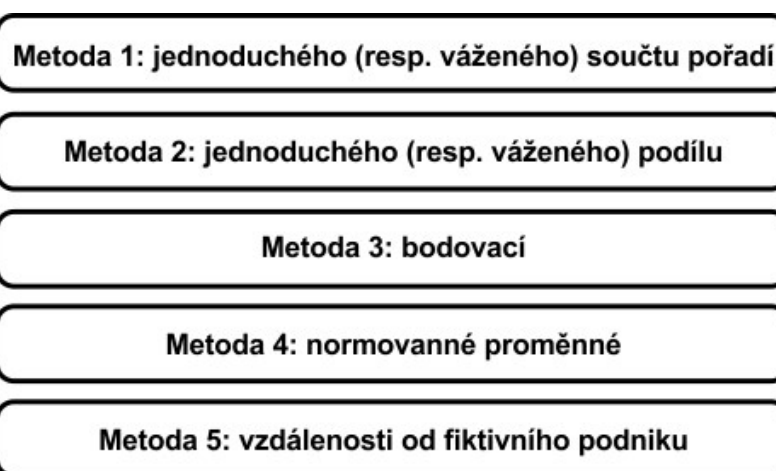 Metoda 1: jednoduchého (resp. váženého) součtu pořadí
Metoda 2: jednoduchého (resp. váženého) podílu
Metoda 3: bodovací
Metoda 4: normovanné proměnné
Metoda 5: vzdálenosti od fiktivního podniku